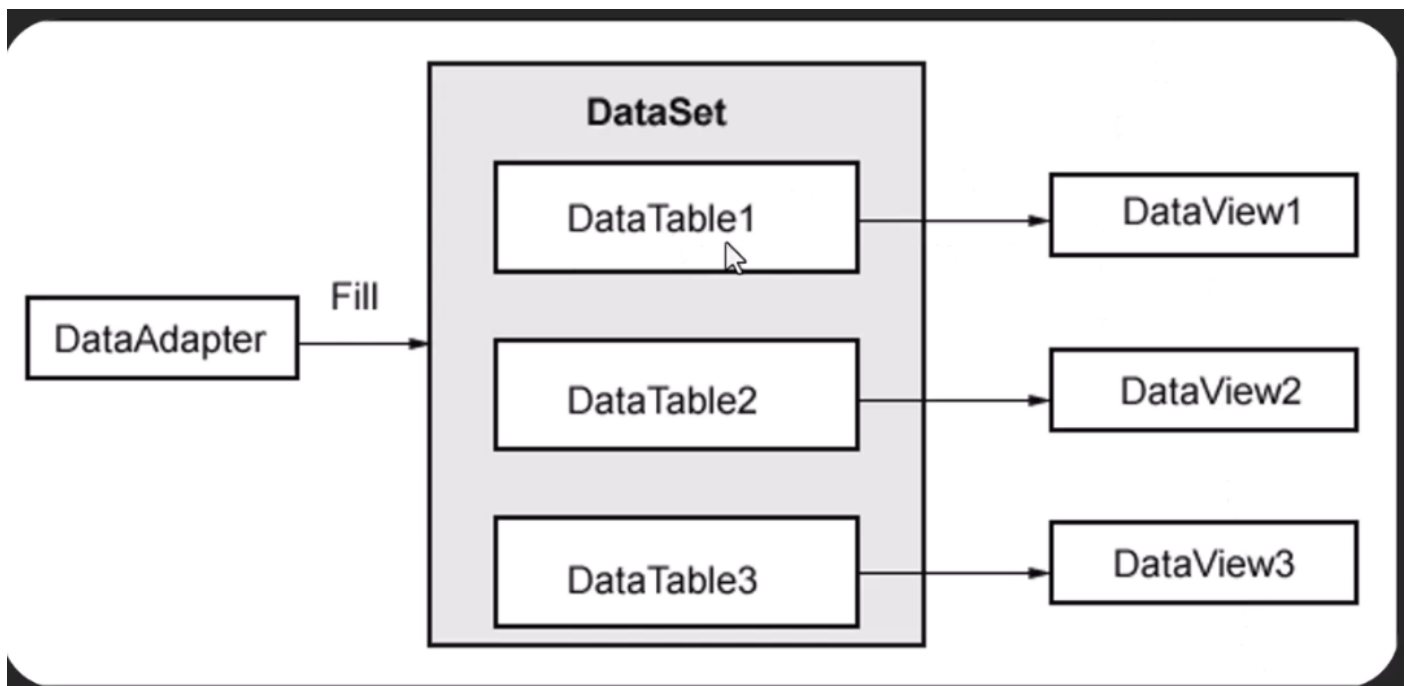 DataSet
DataTable1
DataView1
Fill
DataAdapter
DataTable2
DataView2
DataTable3
DataView3